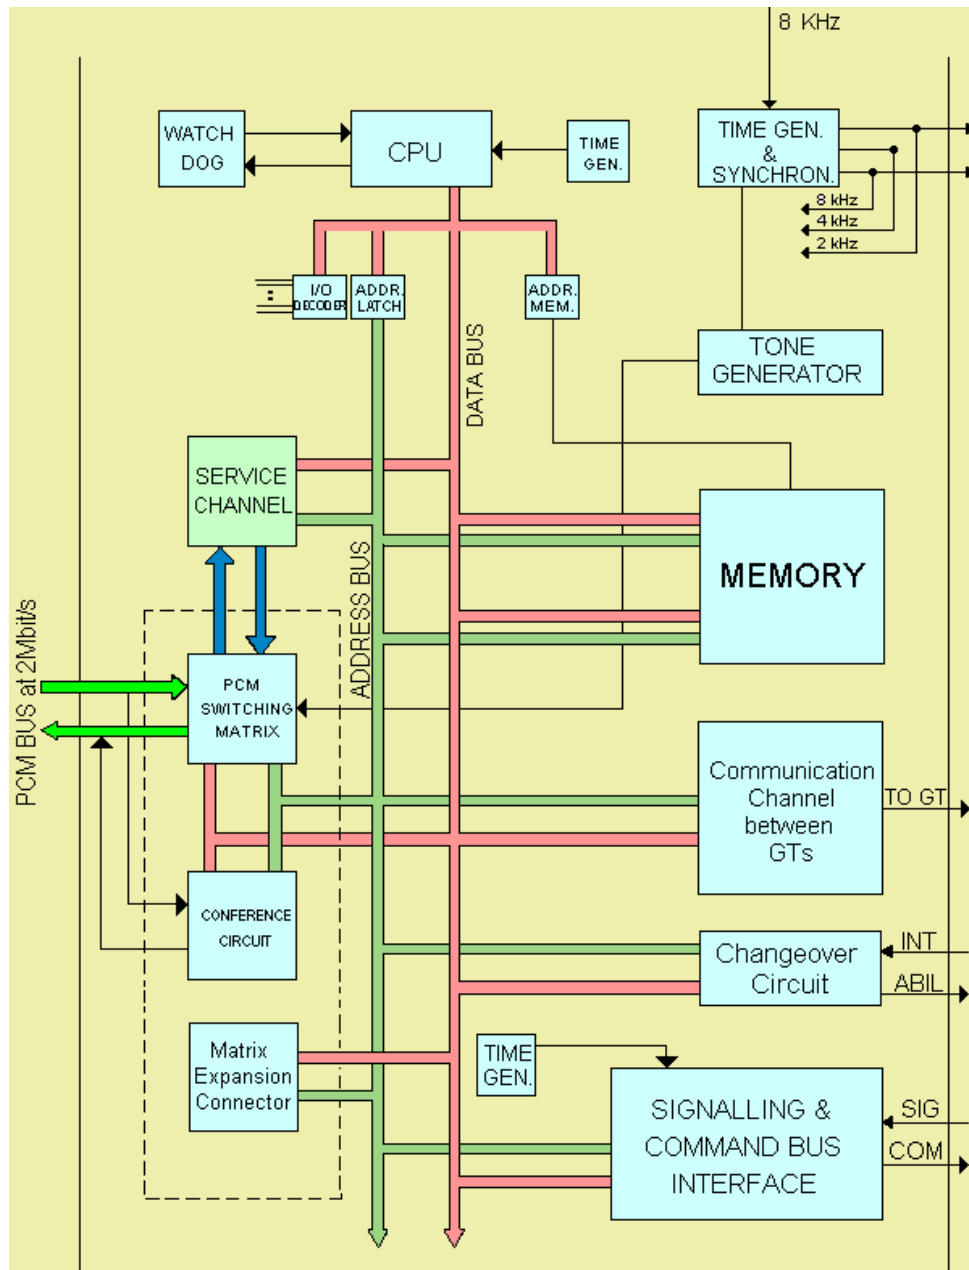 8 KHz
WATCH
DOG
CPU
TIME
GEN.
TIME GEN.
&
SYNCHRON.
8 kHz
4 kHz
2 kHz
I/O
DECODER
ADDR.
LATCH
ADDR.
MEM.
DATA BUS
TONE
GENERATOR
SERVICE
CHANNEL
MEMORY
ADDRESS BUS
PCM BUS at 2Mbit/s
PCM
SWITCHING
MATRIX
Communication
Channel
between
GTs
TO GT
CONFERENCE
CIRCUIT
Changeover
Circuit
INT
ABIL
Matrix
Expansion
Connector
TIME
GEN.
SIGNALLING &
COMMAND BUS
INTERFACE
SIG
COM